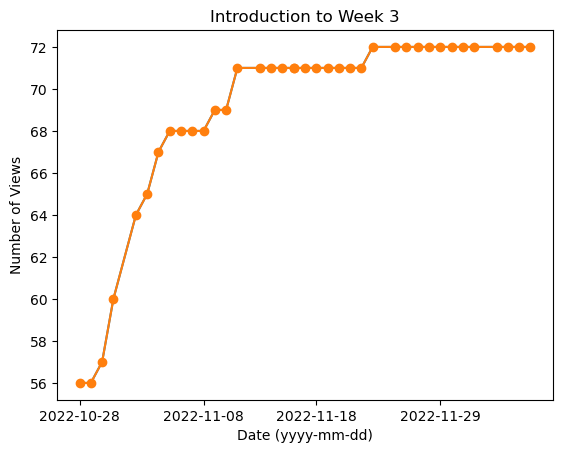 Introduction to Week 3
72
70
68
66
64
62
60
58
56
Number of Views
2022-10-28 2022-11-08 2022-11-18 2022-11-29
Date (yyyy-mm-dd)